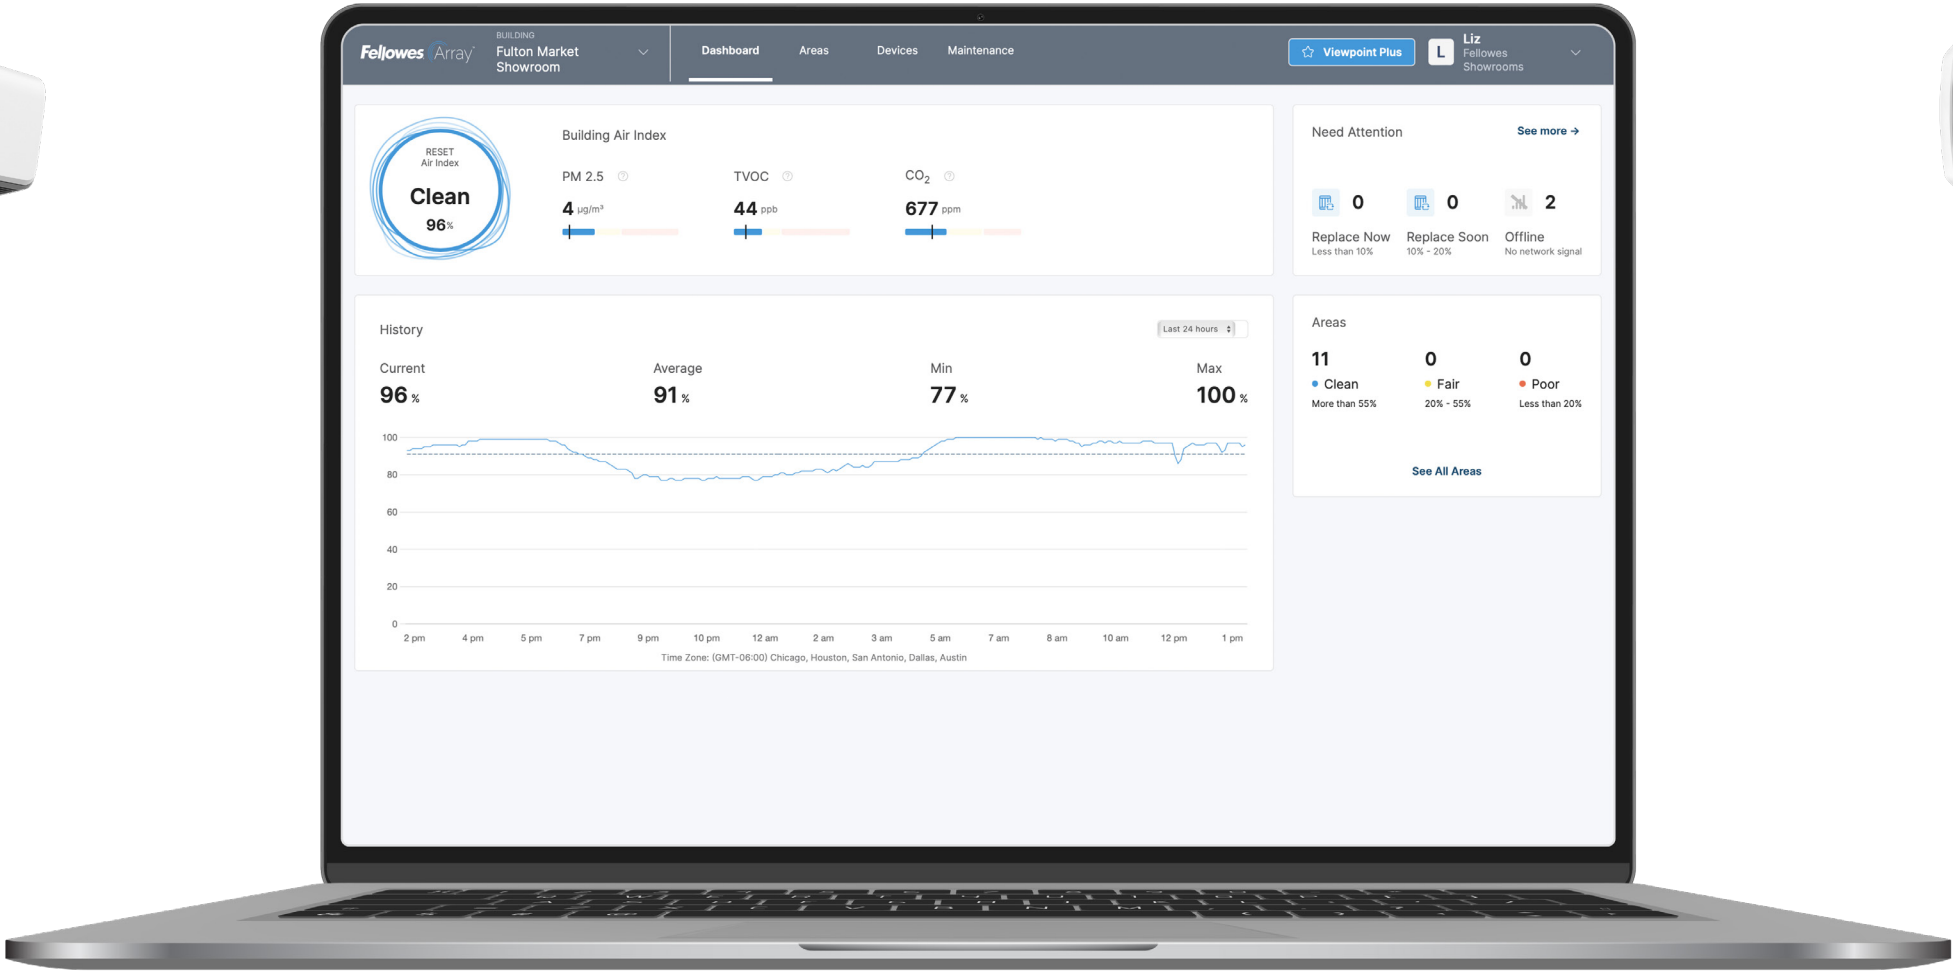 Fellowes Array™
BUILDING
Fulton Market
Showroom
Dashboard
Areas
Devices
Maintenance
Viewpoint Plus
L
Liz
Fellowes
Showrooms
RESET
Air Index
Clean
96%
Building Air Index
PM 2.5
4 µg/m³
TVOC
44 ppb
CO₂
677 ppm
Need Attention
See more →
0
Replace Now
Less than 10%
0
Replace Soon
10% - 20%
2
Offline
No network signal
History
Last 24 hours
Current
96 %
Average
91 %
Min
77 %
Max
100 %
100
80
60
40
20
0
2 pm 4 pm 5 pm 7 pm 9 pm 10 pm 12 am 2 am 3 am 5 am 7 am 8 am 10 am 12 pm 1 pm
Time Zone: (GMT-06:00) Chicago, Houston, San Antonio, Dallas, Austin
Areas
11
Clean
More than 55%
0
Fair
20% - 55%
0
Poor
Less than 20%
See All Areas